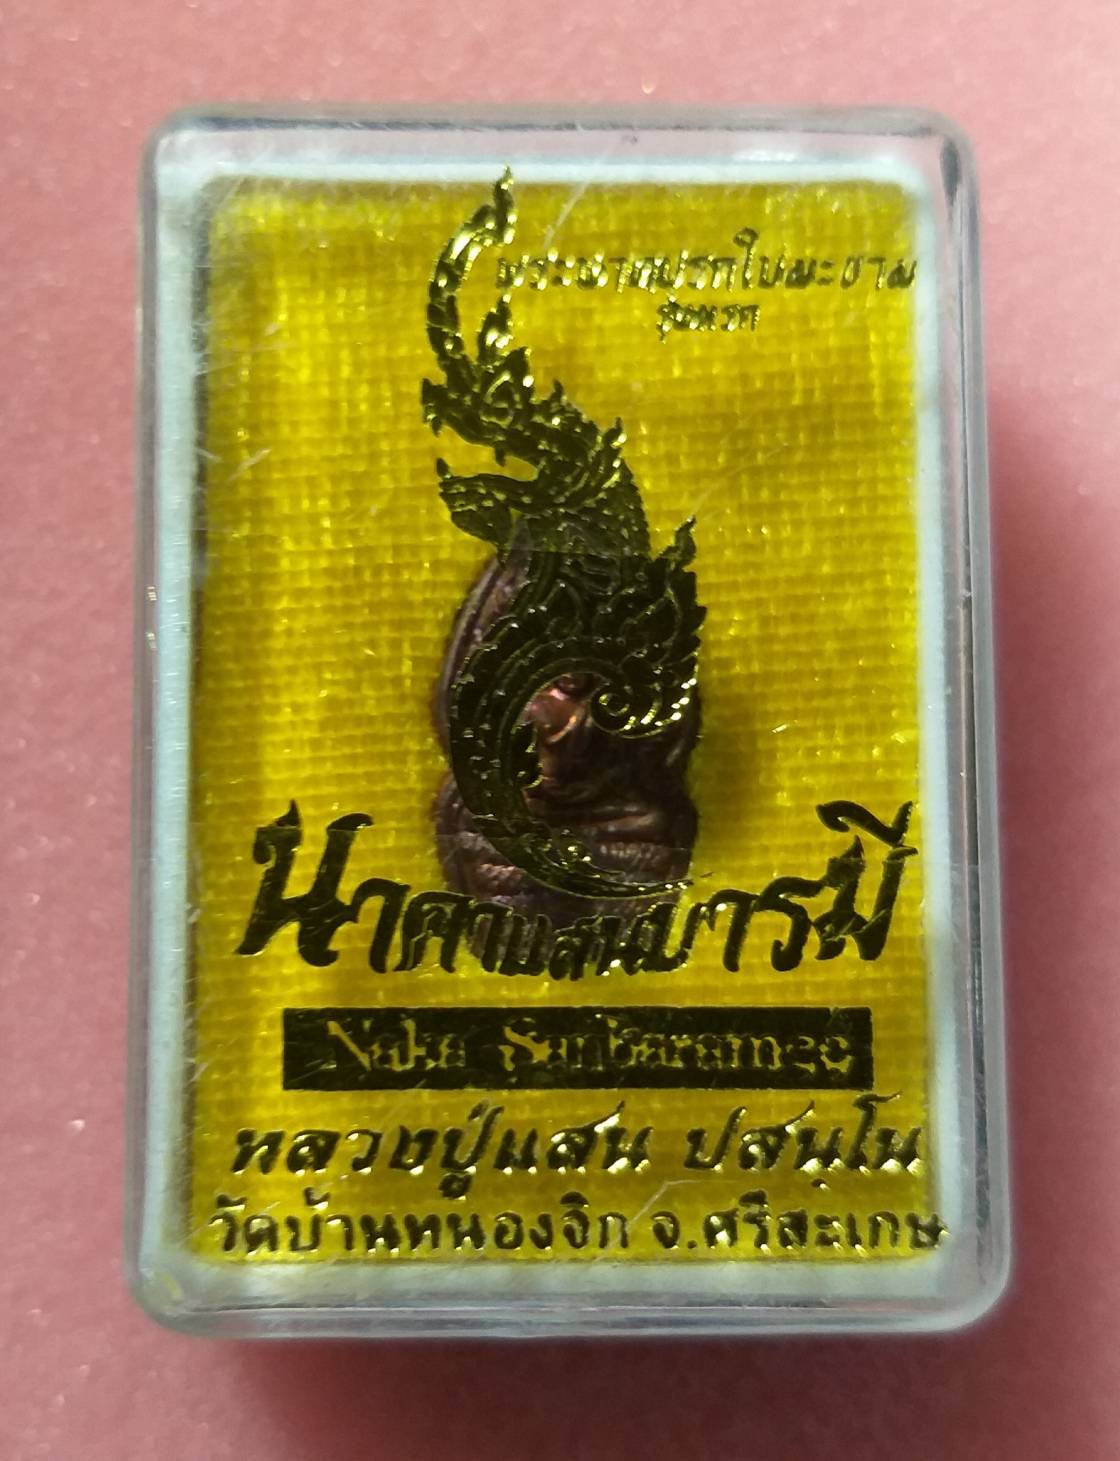 พระนาคปรกใบมะขาม
รุ่นแรก
นาคาแสนบารมี
Naka Sanbaramee
หลวงปู่แสน ปสนฺโน
วัดบ้านหนองจิก จ.ศรีสะเกษ